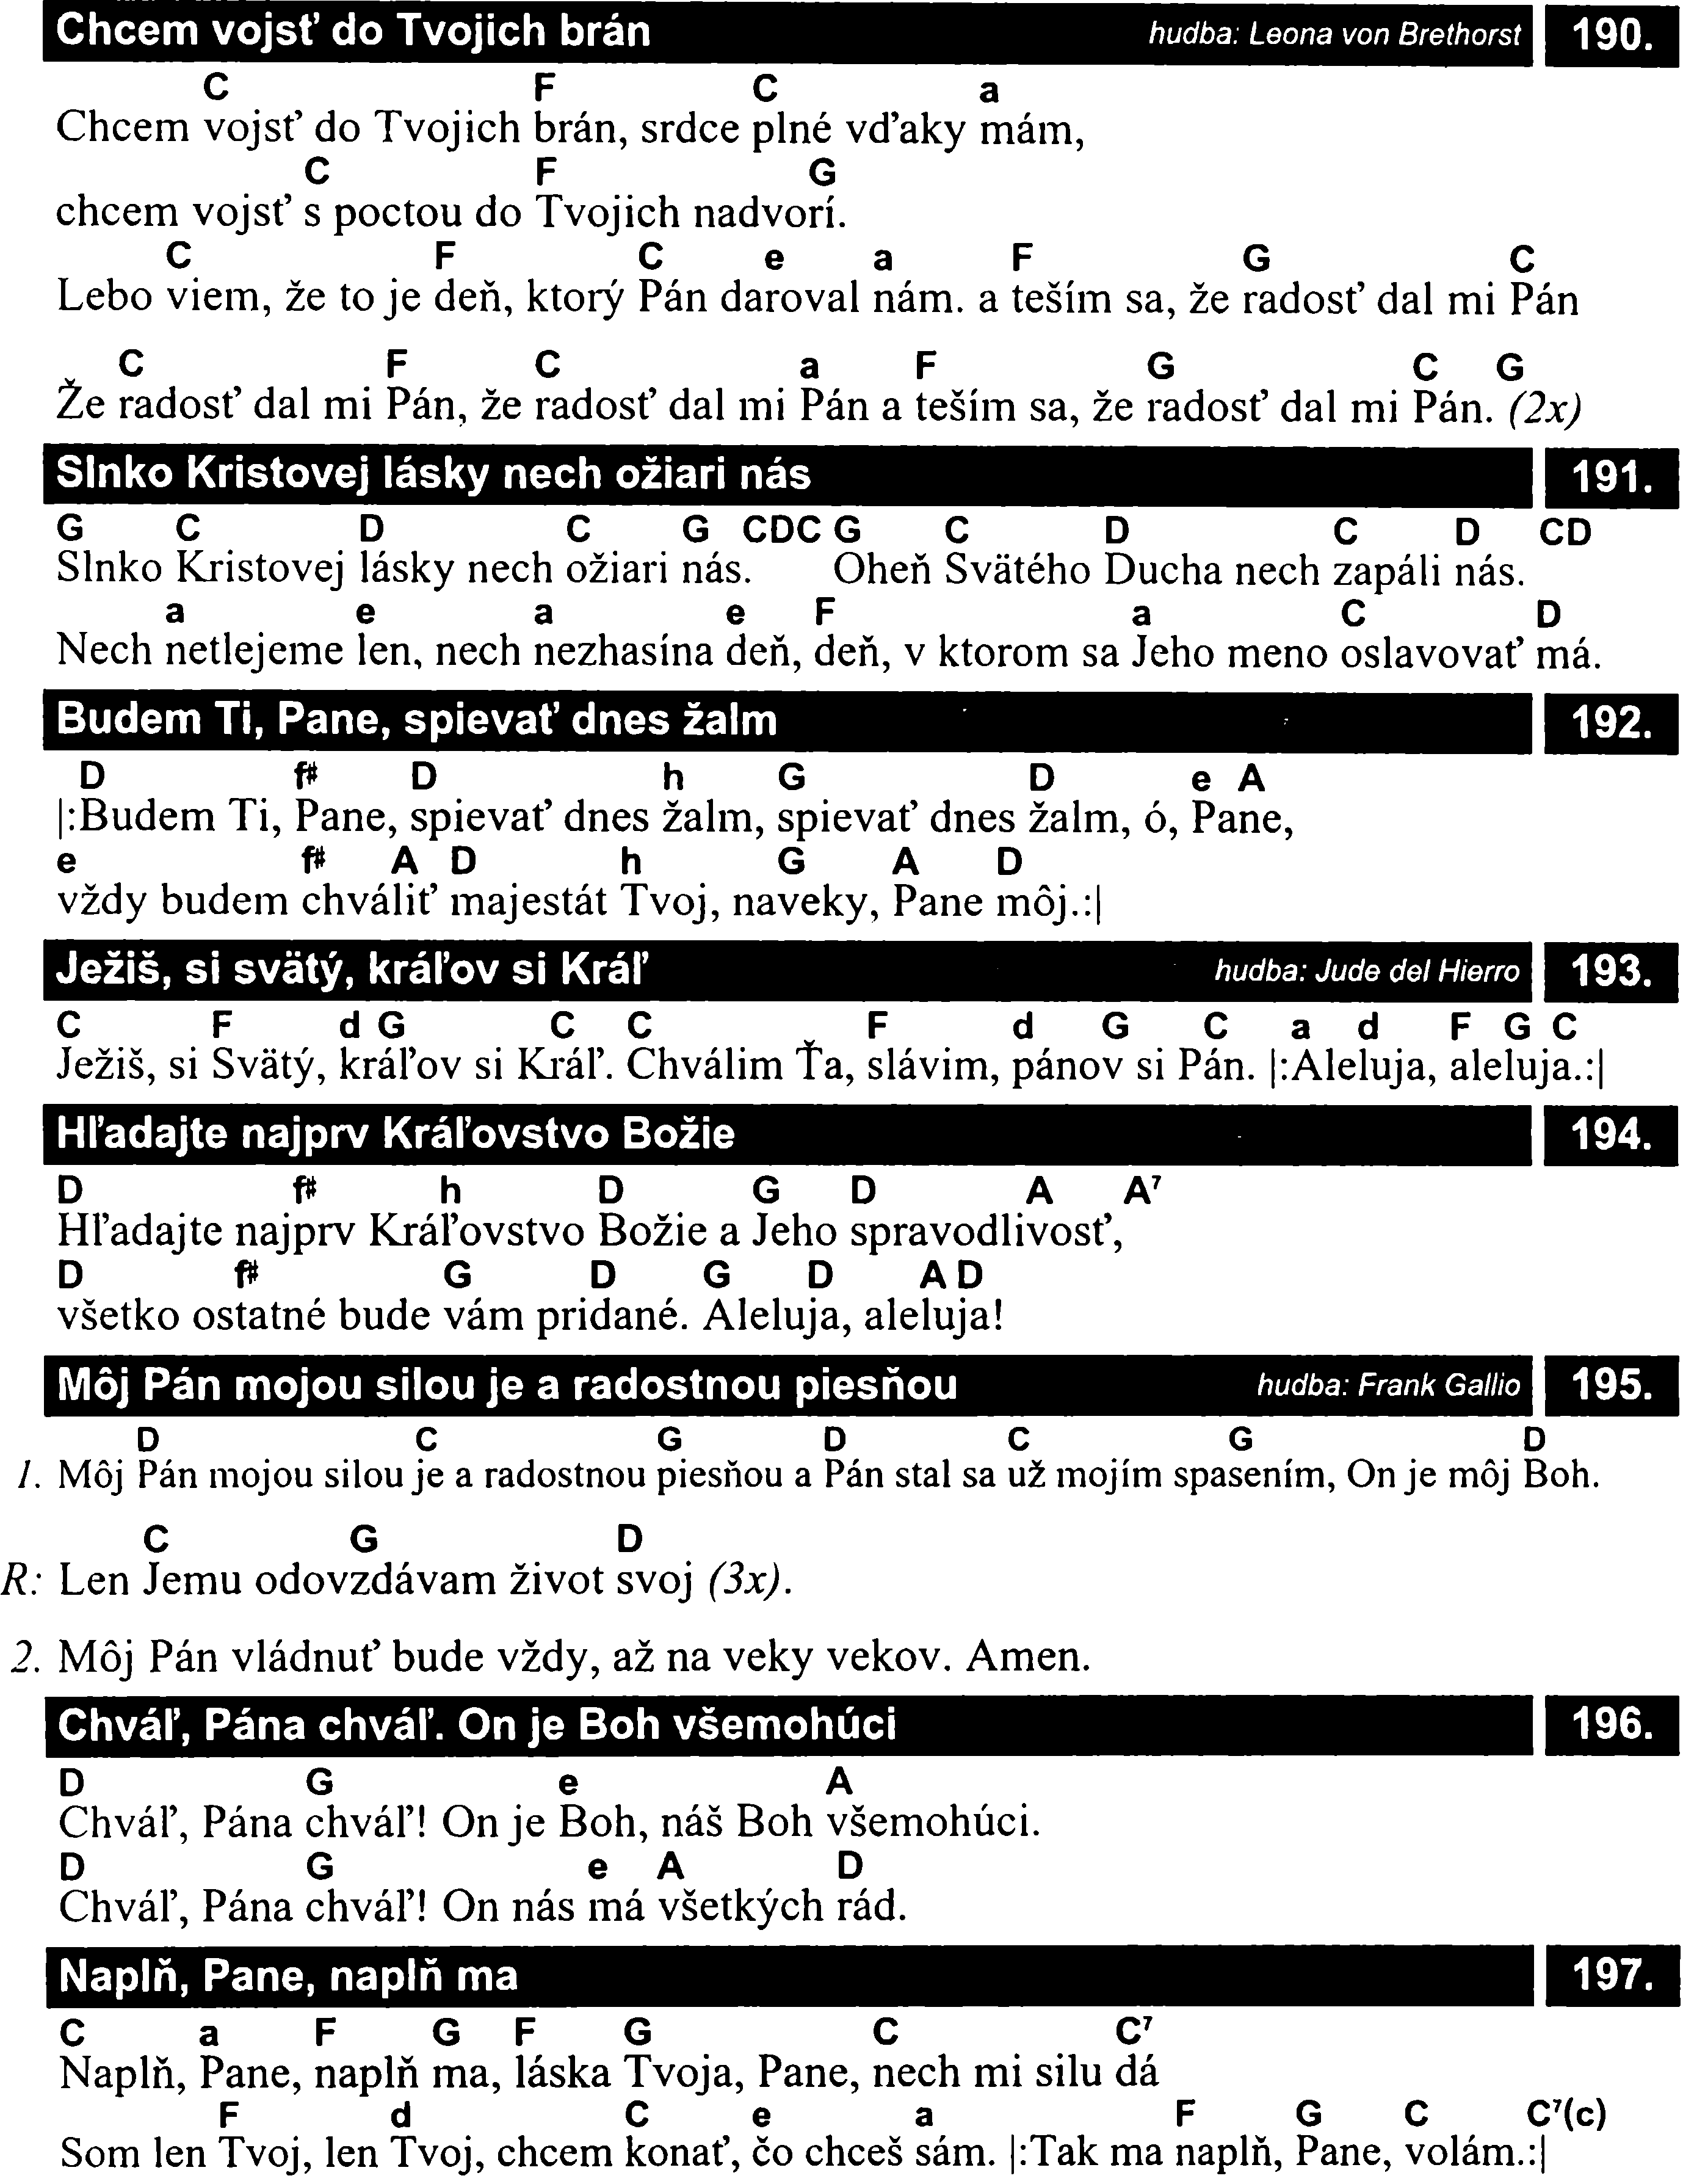 Chcem vojsť do Tvojich brán hudba: Leona von Brethorst 190.
C F C a
Chcem vojsť do Tvojich brán, srdce plné vďaky mám,
C F G
chcem vojsť s poctou do Tvojich nadvorí.
C F C e a F G C
Lebo viem, že to je deň, ktorý Pán daroval nám. a teším sa, že radosť dal mi Pán
C F C a F G C G
Že radosť dal mi Pán, že radosť dal mi Pán a teším sa, že radosť dal mi Pán. (2x)
Slnko Kristovej lásky nech ožiari nás 191.
G C D C G CDC G C D C D CD
Slnko Kristovej lásky nech ožiari nás. Oheň Svätého Ducha nech zapáli nás.
a e a e F a C D
Nech netlejeme len, nech nezhasína deň, deň, v ktorom sa Jeho meno oslavovať má.
Budem Ti, Pane, spievať dnes žalm 192.
D f# D h G D e A
|:Budem Ti, Pane, spievať dnes žalm, spievať dnes žalm, ó, Pane,
e f# A D h G A D
vždy budem chváliť majestát Tvoj, naveky, Pane môj.:|
Ježiš, si svätý, kráľov si Kráľ hudba: Jude del Hierro 193.
C F d G C C F d G C a d F G C
Ježiš, si Svätý, kráľov si Kráľ. Chválim Ťa, slávim, pánov si Pán. |:Aleluja, aleluja.:|
Hľadajte najprv Kráľovstvo Božie 194.
D f# h D G D A A7
Hľadajte najprv Kráľovstvo Božie a Jeho spravodlivosť,
D f# G D G D A D
všetko ostatné bude vám pridané. Aleluja, aleluja!
Môj Pán mojou silou je a radostnou piesňou hudba: Frank Gallio 195.
D C G D C G D
1. Môj Pán mojou silou je a radostnou piesňou a Pán stal sa už mojím spasením, On je môj Boh.
C G D
R: Len Jemu odovzdávam život svoj (3x).
2. Môj Pán vládnuť bude vždy, až na veky vekov. Amen.
Chváľ, Pána chváľ. On je Boh všemohúci 196.
D G e A
Chváľ, Pána chváľ! On je Boh, náš Boh všemohúci.
D G e A D
Chváľ, Pána chváľ! On nás má všetkých rád.
Naplň, Pane, naplň ma 197.
C a F G F G C C7
Naplň, Pane, naplň ma, láska Tvoja, Pane, nech mi silu dá
F d C e a F G C C7(c)
Som len Tvoj, len Tvoj, chcem konať, čo chceš sám. |:Tak ma naplň, Pane, volám.:|